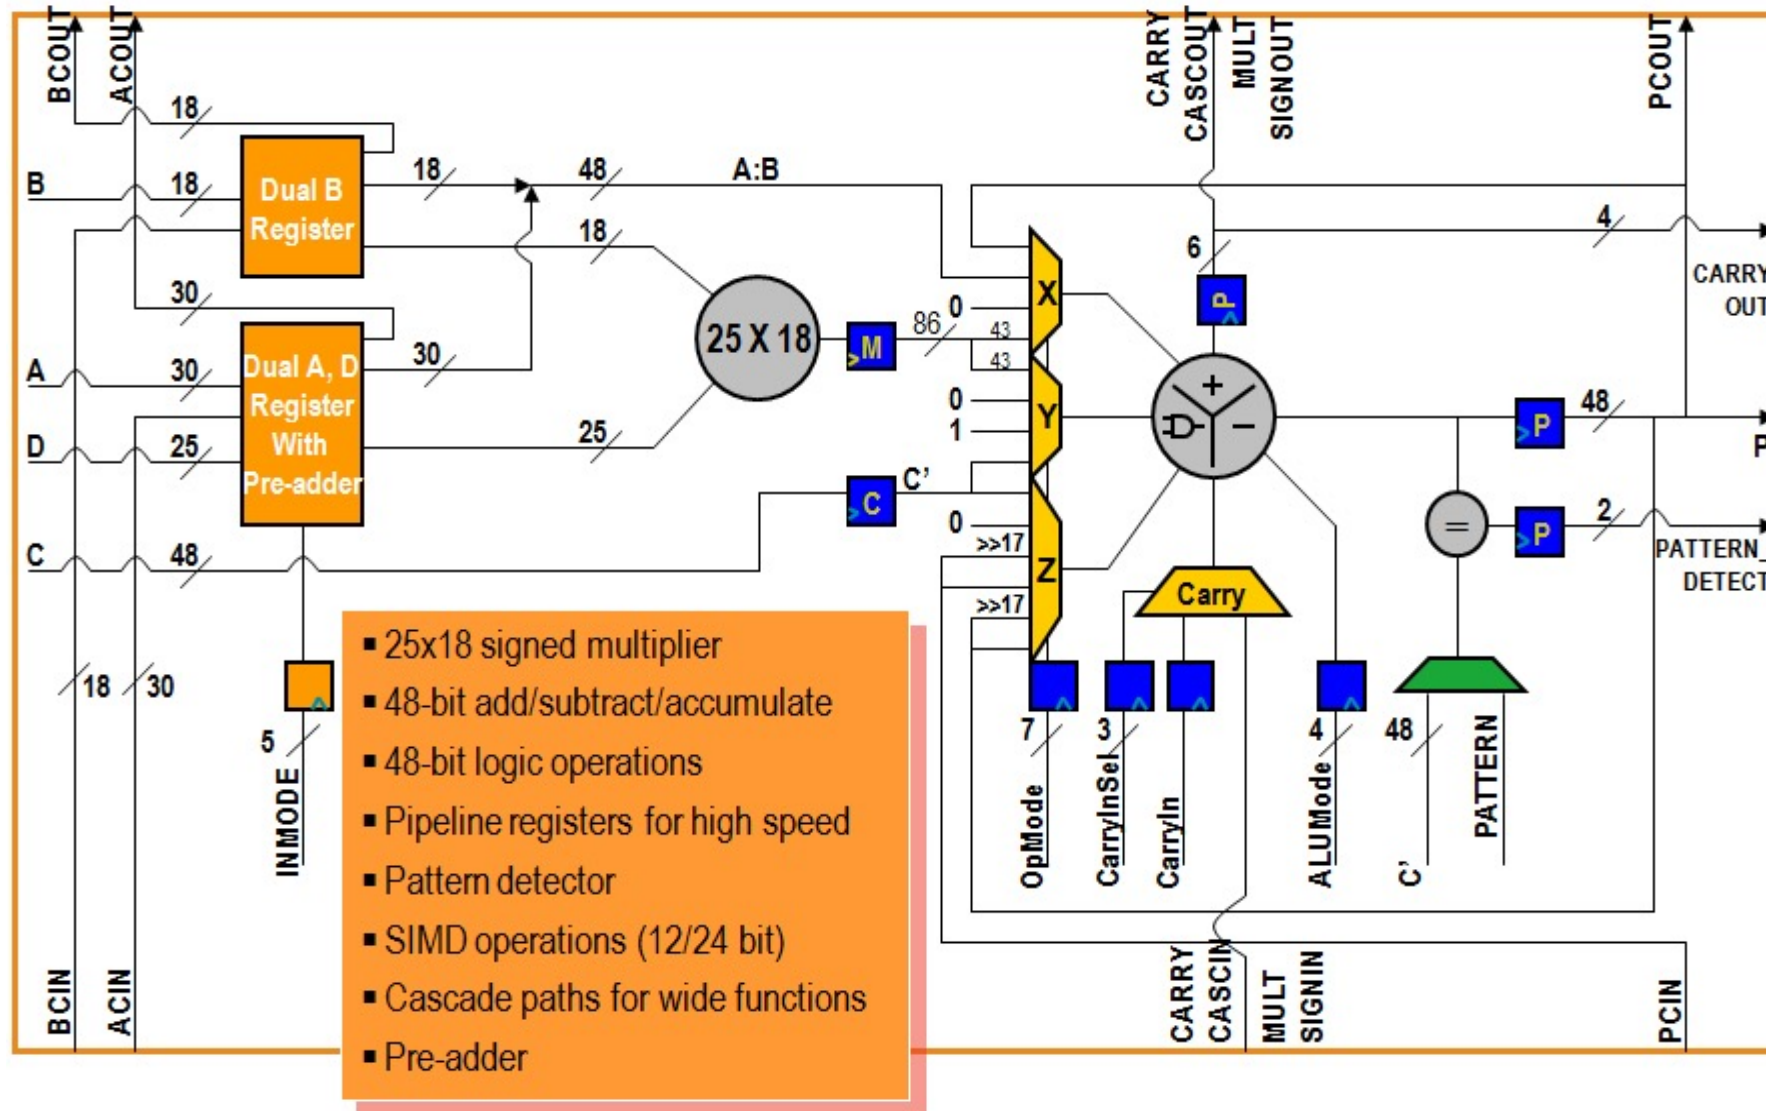 BCOUT
ACOUT
CARRY
CASCOUT
MULT
SIGNOUT
PCOUT
18
B
18
Dual B
Register
18
48
A:B
18
4
6
P
CARRY
OUT
30
A
30
Dual A, D
Register
With
Pre-adder
30
D
25
25
25 X 18
M
86
0
43
43
X
0
1
Y
+
−
P
48
P
C
48
C
C’
0
>>17
>>17
Z
=
P
2
PATTERN_
DETECT
Carry
18
30
5
INMODE
7
OpMode
3
CarryInSel
CarryIn
4
ALUMode
48
C’
PATTERN
▪ 25x18 signed multiplier
▪ 48-bit add/subtract/accumulate
▪ 48-bit logic operations
▪ Pipeline registers for high speed
▪ Pattern detector
▪ SIMD operations (12/24 bit)
▪ Cascade paths for wide functions
▪ Pre-adder
BCIN
ACIN
CARRY
CASCIN
MULT
SIGNIN
PCIN